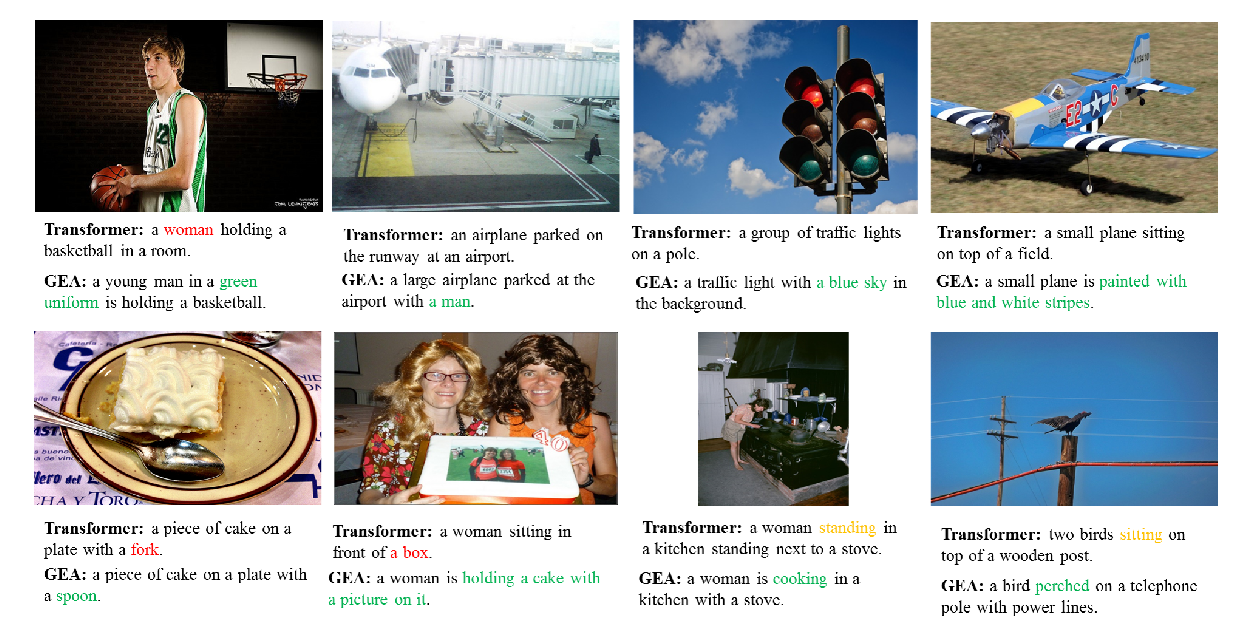 Transformer: a woman holding a
basketball in a room.
GEA: a young man in a green
uniform is holding a basketball.
Transformer: an airplane parked on
the runway at an airport.
GEA: a large airplane parked at the
airport with a man.
Transformer: a group of traffic lights
on a pole.
GEA: a traffic light with a blue sky in
the background.
E2
C
Transformer: a small plane sitting
on top of a field.
GEA: a small plane is painted with
blue and white stripes.
CHA Y TORO
Transformer: a piece of cake on a
plate with a fork.
GEA: a piece of cake on a plate with
a spoon.
40
Transformer: a woman sitting in
front of a box.
GEA: a woman is holding a cake with
a picture on it.
Transformer: a woman standing in
a kitchen standing next to a stove.
GEA: a woman is cooking in a
kitchen with a stove.
Transformer: two birds sitting on
top of a wooden post.
GEA: a bird perched on a telephone
pole with power lines.